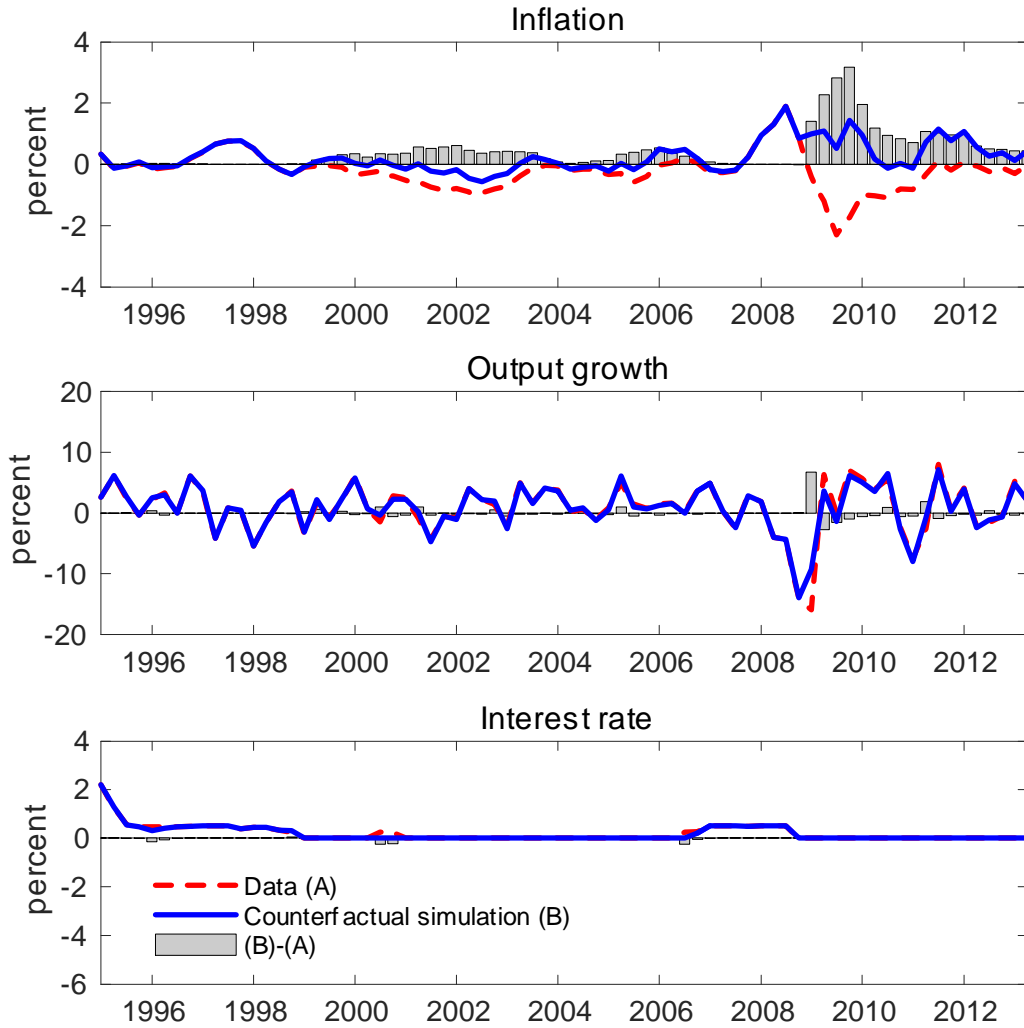 Inflation
4
2
0
-2
-4
percent
1996 1998 2000 2002 2004 2006 2008 2010 2012
Output growth
20
10
0
-10
-20
percent
1996 1998 2000 2002 2004 2006 2008 2010 2012
Interest rate
4
2
0
-2
-4
-6
percent
Data (A)
Counterfactual simulation (B)
(B)-(A)
1996 1998 2000 2002 2004 2006 2008 2010 2012